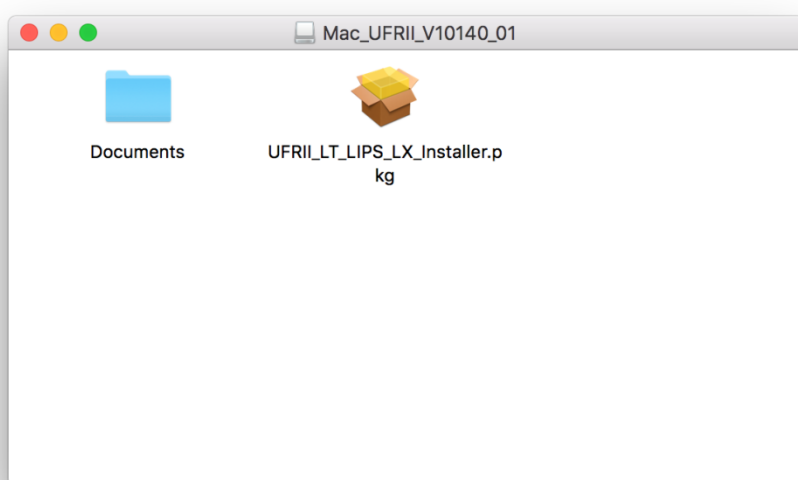 Mac_UFRII_V10140_01
Documents
UFRII_LT_LIPS_LX_Installer.p
kg